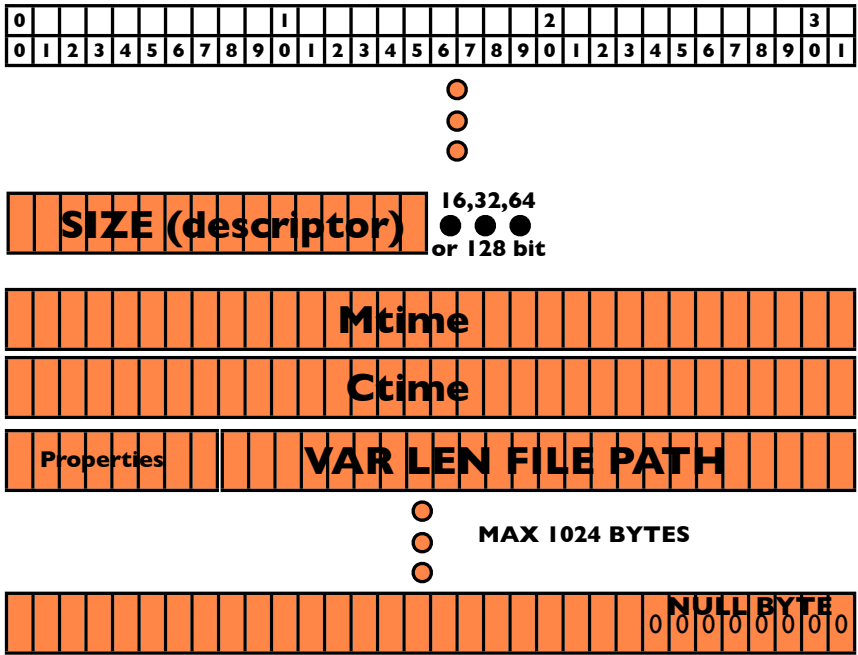 0 1 2 3
0 1 2 3 4 5 6 7 8 9 0 1 2 3 4 5 6 7 8 9 0 1 2 3 4 5 6 7 8 9 0 1
SIZE (descriptor)
16,32,64
or 128 bit
Mtime
Ctime
Properties VAR LEN FILE PATH
MAX 1024 BYTES
NULL BYTE
0 0 0 0 0 0 0 0